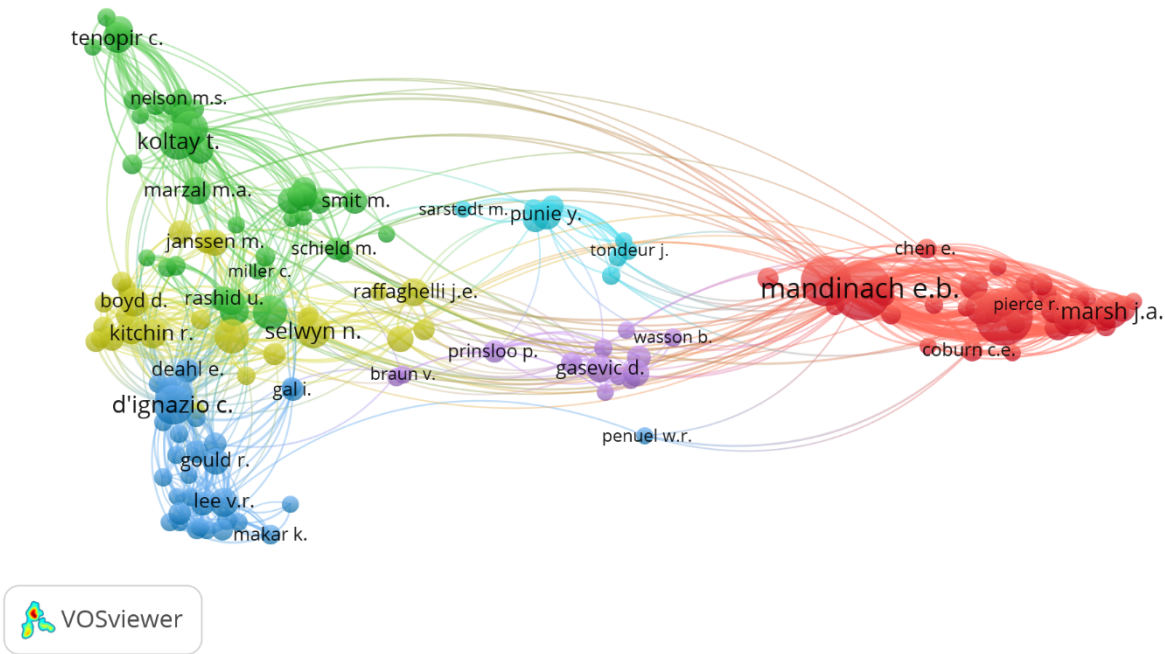 tenopir c.
nelson m.s.
koltay t.
marzal m.a.
smit m.
sarstedt m.
punie y.
janssen m.
schield m.
tondeur j.
chen e.
miller c.
boyd d.
rashid u.
raffaghelli j.e.
mandinach e.b.
pierce r.
marsh j.a.
kitchin r.
selwyn n.
wasson b.
prinsloo p.
coburn c.e.
deahl e.
braun v.
gasevic d.
gal i.
d'ignazio c.
penuel w.r.
gould r.
lee v.r.
makar k.
VOSviewer